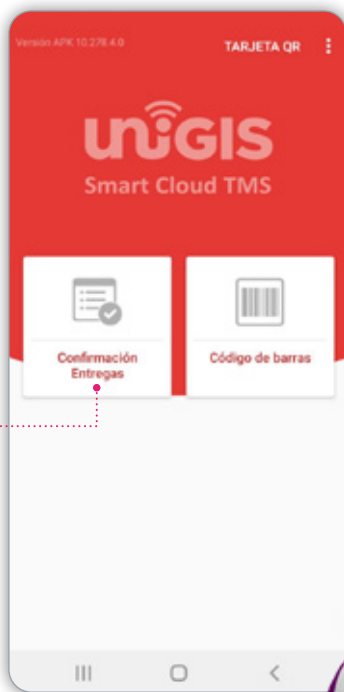 Versión APK 10.278.4.0
TARJETA QR
UNIGIS
Smart Cloud TMS
Confirmación
Entregas
Código de barras